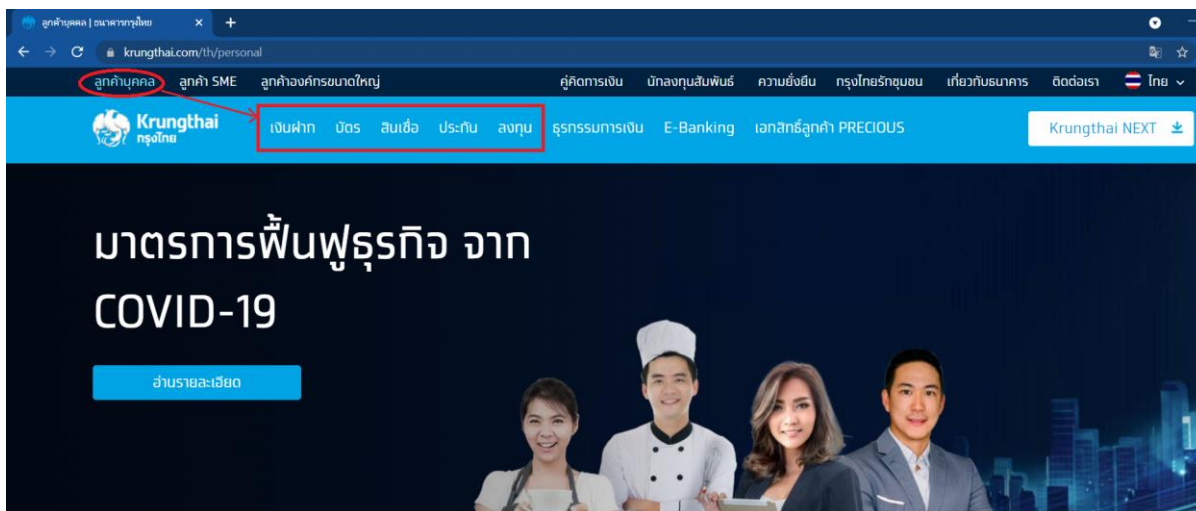 ลูกค้าบุคคล | ธนาคารกรุงไทย
krungthai.com/th/personal
ลูกค้าบุคคล ลูกค้า SME ลูกค้าองค์กรขนาดใหญ่ คู่คิดการเงิน นักลงทุนสัมพันธ์ ความยั่งยืน กรุงไทยรักชุมชน เกี่ยวกับธนาคาร ติดต่อเรา ไทย
Krungthai
กรุงไทย
เงินฝาก บัตร สินเชื่อ ประกัน ลงทุน ธุรกรรมการเงิน E-Banking เอกสิทธิ์ลูกค้า PRECIOUS Krungthai NEXT
มาตรการฟื้นฟูธุรกิจ จาก
COVID-19
อ่านรายละเอียด